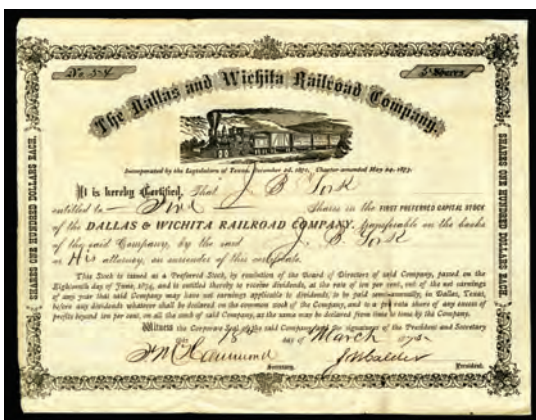 No 54
5 Shares
The Dallas and Wichita Railroad Company.
Incorporated by the Legislature of Texas, December 2d, 1871, Charter amended May 24, 1873.
It is hereby Certified, That J B York
entitled to Five Shares in the FIRST PREFERRED CAPITAL STOCK
of the DALLAS & WICHITA RAILROAD COMPANY, transferable on the books
of the said Company, by the said J. B. York
or His attorney, on surrender of this certificate.
This Stock is issued as a Preferred Stock, by resolution of the Board of Directors of said Company, passed on the
Eighteenth day of June, 1874, and is entitled thereby to receive dividends, at the rate of ten per cent, out of the net earnings
of any year that said Company may have net earnings applicable to dividends, to be paid semi-annually, in Dallas, Texas,
before any dividends whatever shall be declared on the common stock of the Company, and to a pro rata share of any excess of
profits beyond ten per cent, on all the stock of said Company, as the same may be declared from time to time by the Company.
Witness the Corporate Seal of the said Company and the signatures of the President and Secretary
this 18 day of March 1875
Secretary. President.
SHARES ONE HUNDRED DOLLARS EACH.
SHARES ONE HUNDRED DOLLARS EACH.